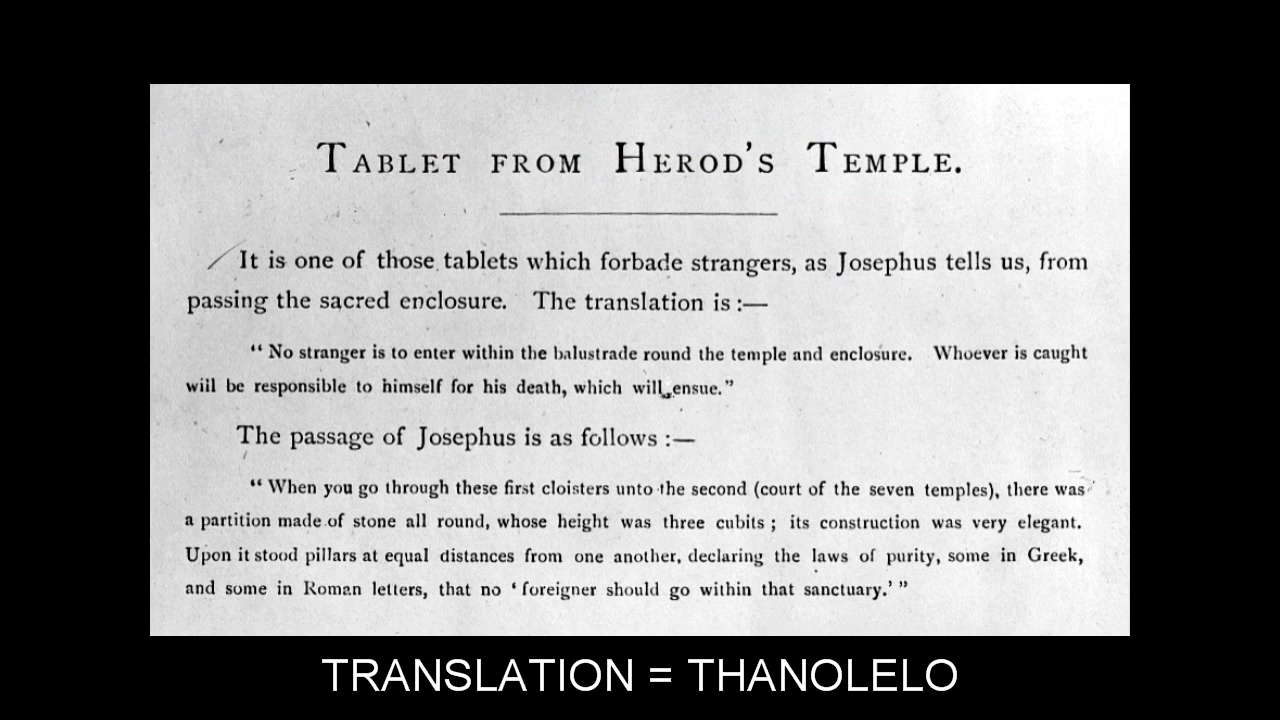 TABLET FROM HEROD'S TEMPLE.
It is one of those tablets which forbade strangers, as Josephus tells us, from
passing the sacred enclosure. The translation is :—
“ No stranger is to enter within the balustrade round the temple and enclosure. Whoever is caught
will be responsible to himself for his death, which will ensue.”
The passage of Josephus is as follows :—
“ When you go through these first cloisters unto the second (court of the seven temples), there was
a partition made of stone all round, whose height was three cubits ; its construction was very elegant.
Upon it stood pillars at equal distances from one another, declaring the laws of purity, some in Greek,
and some in Roman letters, that no ‘ foreigner should go within that sanctuary.’ ”
TRANSLATION = THANOLELO